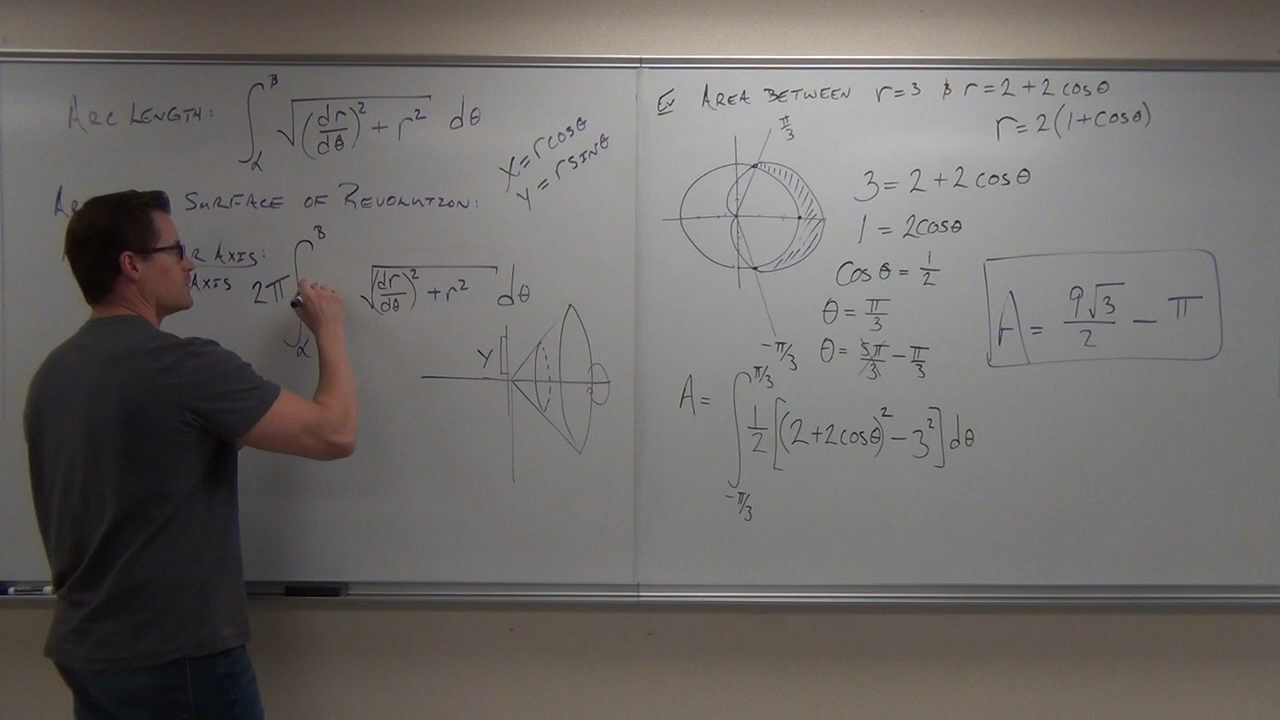 Arc Length: ∫_α^β √((dr/dθ)² + r²) dθ
x = r cosθ
y = r sinθ
Surface of Revolution:
R Axis:
Axis
2π ∫_α^β √((dr/dθ)² + r²) dθ
y
Ex Area between r=3 & r=2+2cosθ
r=2(1+cosθ)
π/3
3=2+2cosθ
1=2cosθ
cosθ=1/2
θ=π/3
-π/3
θ=5π/3 -π/3
A = 9√3/2 - π
A= ∫_{-π/3}^{π/3} 1/2[(2+2cosθ)²-3²]dθ